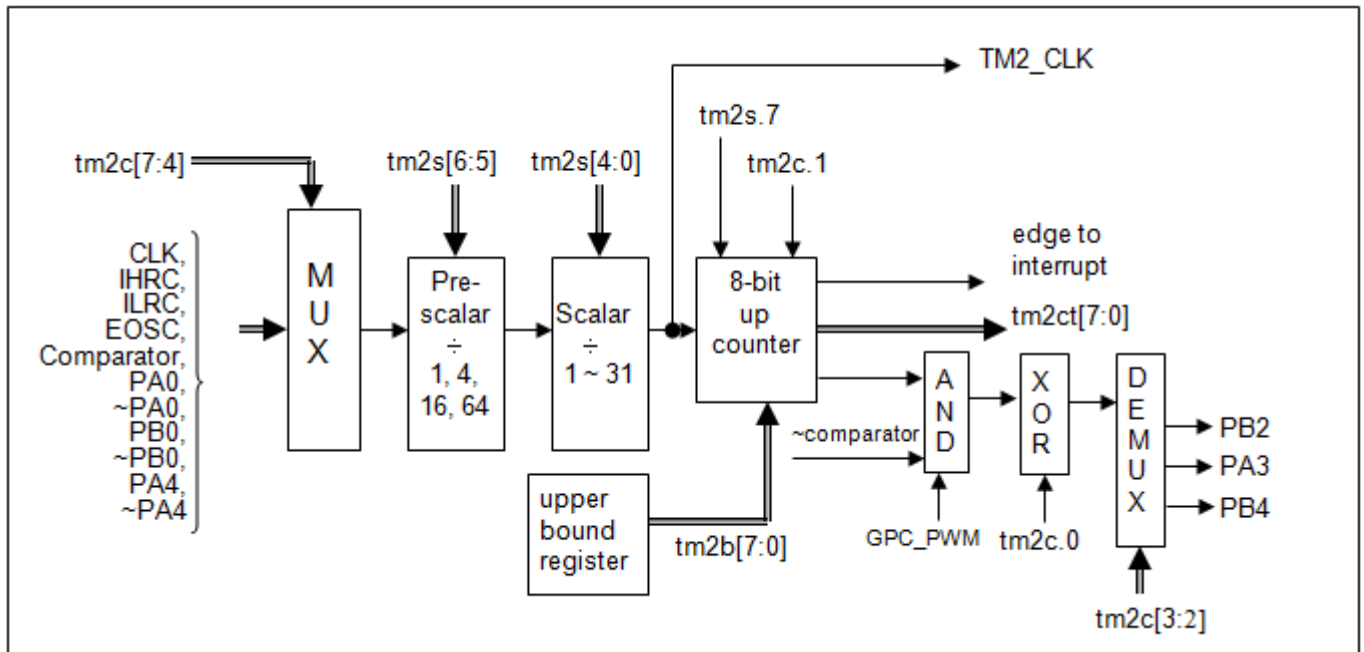 TM2_CLK
tm2s.7
tm2c[7:4]
tm2s[6:5]
tm2s[4:0]
tm2c.1
CLK,
IHRC,
ILRC,
EOSC,
Comparator,
PA0,
~PA0,
PB0,
~PB0,
PA4,
~PA4
M
U
X
Pre-
scalar
÷
1, 4,
16, 64
Scalar
÷
1 ~ 31
8-bit
up
counter
edge to
interrupt
tm2ct[7:0]
~comparator
A
N
D
X
O
R
D
E
M
U
X
PB2
PA3
PB4
upper
bound
register
tm2b[7:0]
GPC_PWM
tm2c.0
tm2c[3:2]